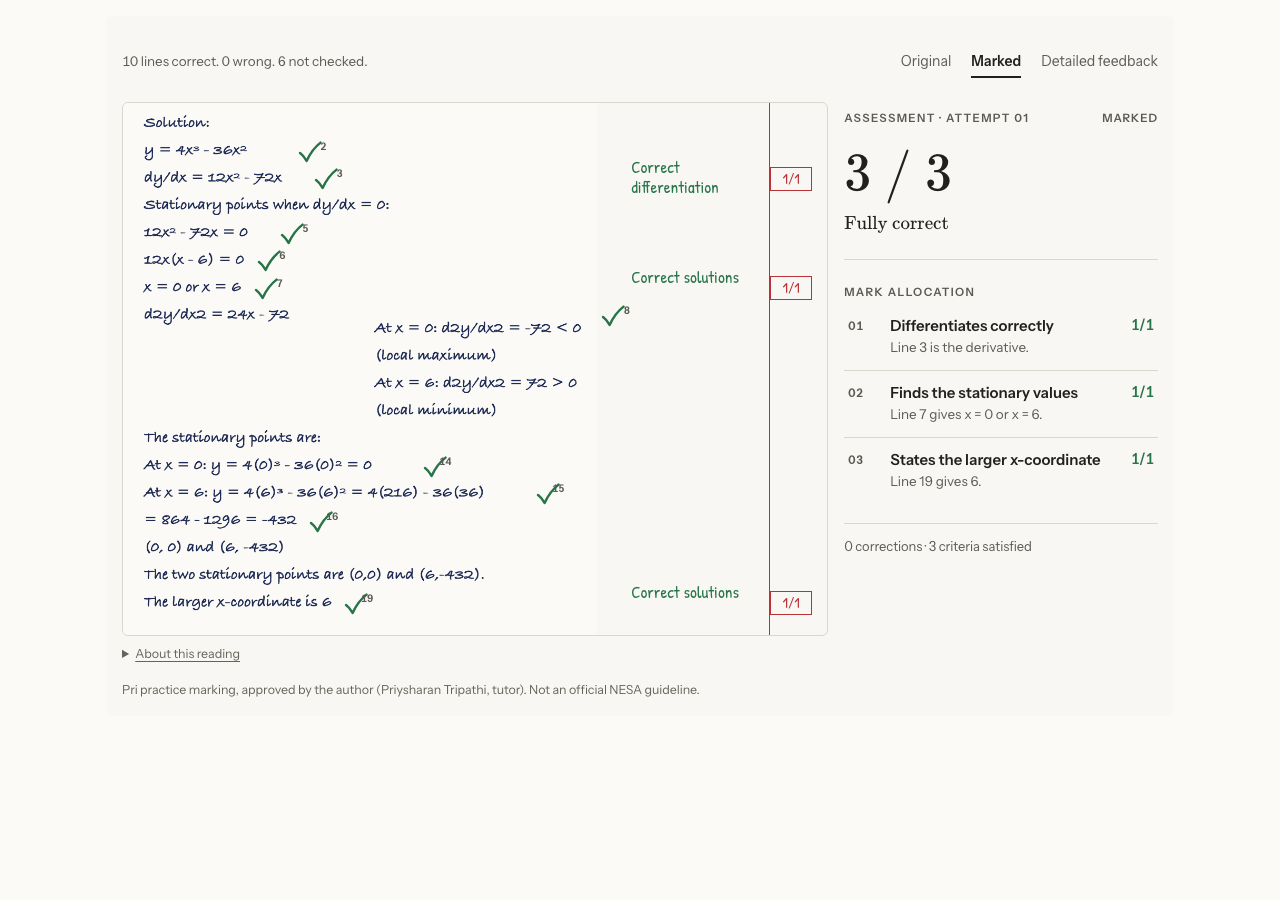 10 lines correct. 0 wrong. 6 not checked.
Original Marked Detailed feedback
Solution:
y = 4x³ - 36x² 2
dy/dx = 12x² - 72x 3
Stationary points when dy/dx = 0:
12x² - 72x = 0 5
12x(x - 6) = 0 6
x = 0 or x = 6 7
d2y/dx2 = 24x - 72 8
At x = 0: d2y/dx2 = -72 < 0
(local maximum)
At x = 6: d2y/dx2 = 72 > 0
(local minimum)
The stationary points are:
At x = 0: y = 4(0)³ - 36(0)² = 0 14
At x = 6: y = 4(6)³ - 36(6)² = 4(216) - 36(36) 15
= 864 - 1296 = -432 16
(0, 0) and (6, -432)
The two stationary points are (0,0) and (6,-432).
The larger x-coordinate is 6 19
Correct
differentiation
1/1
Correct solutions
1/1
Correct solutions
1/1
ASSESSMENT · ATTEMPT 01 MARKED
3 / 3
Fully correct
MARK ALLOCATION
01 Differentiates correctly 1/1
Line 3 is the derivative.
02 Finds the stationary values 1/1
Line 7 gives x = 0 or x = 6.
03 States the larger x-coordinate 1/1
Line 19 gives 6.
0 corrections · 3 criteria satisfied
About this reading
Pri practice marking, approved by the author (Priysharan Tripathi, tutor). Not an official NESA guideline.